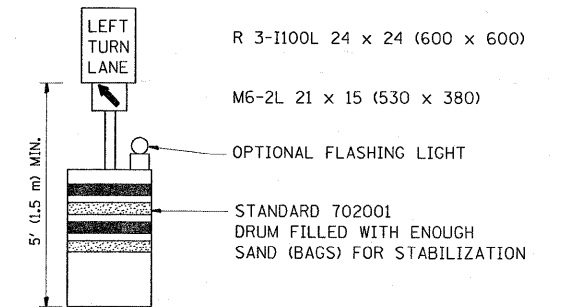 LEFT
TURN
LANE
R 3-I100L 24 x 24 (600 x 600)
M6-2L 21 x 15 (530 x 380)
5' (1.5 m) MIN.
OPTIONAL FLASHING LIGHT
STANDARD 702001
DRUM FILLED WITH ENOUGH
SAND (BAGS) FOR STABILIZATION